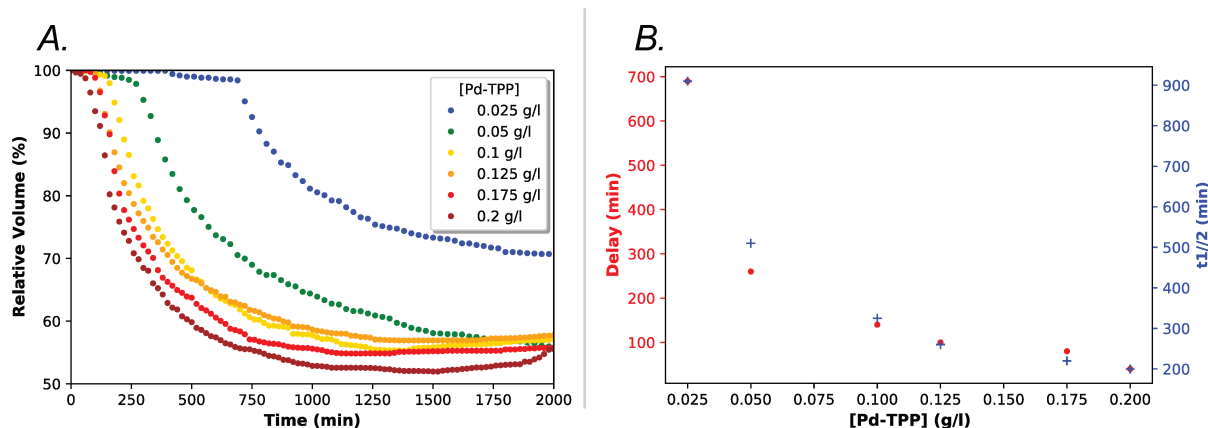 A.
100
90
80
70
60
50
Relative Volume (%)
0
250
500
750
1000
1250
1500
1750
2000
Time (min)
[Pd-TPP]
0.025 g/l
0.05 g/l
0.1 g/l
0.125 g/l
0.175 g/l
0.2 g/l
B.
700
600
500
400
300
200
100
Delay (min)
900
800
700
600
500
400
300
200
t1//2 (min)
0.025
0.050
0.075
0.100
0.125
0.150
0.175
0.200
[Pd-TPP] (g/l)